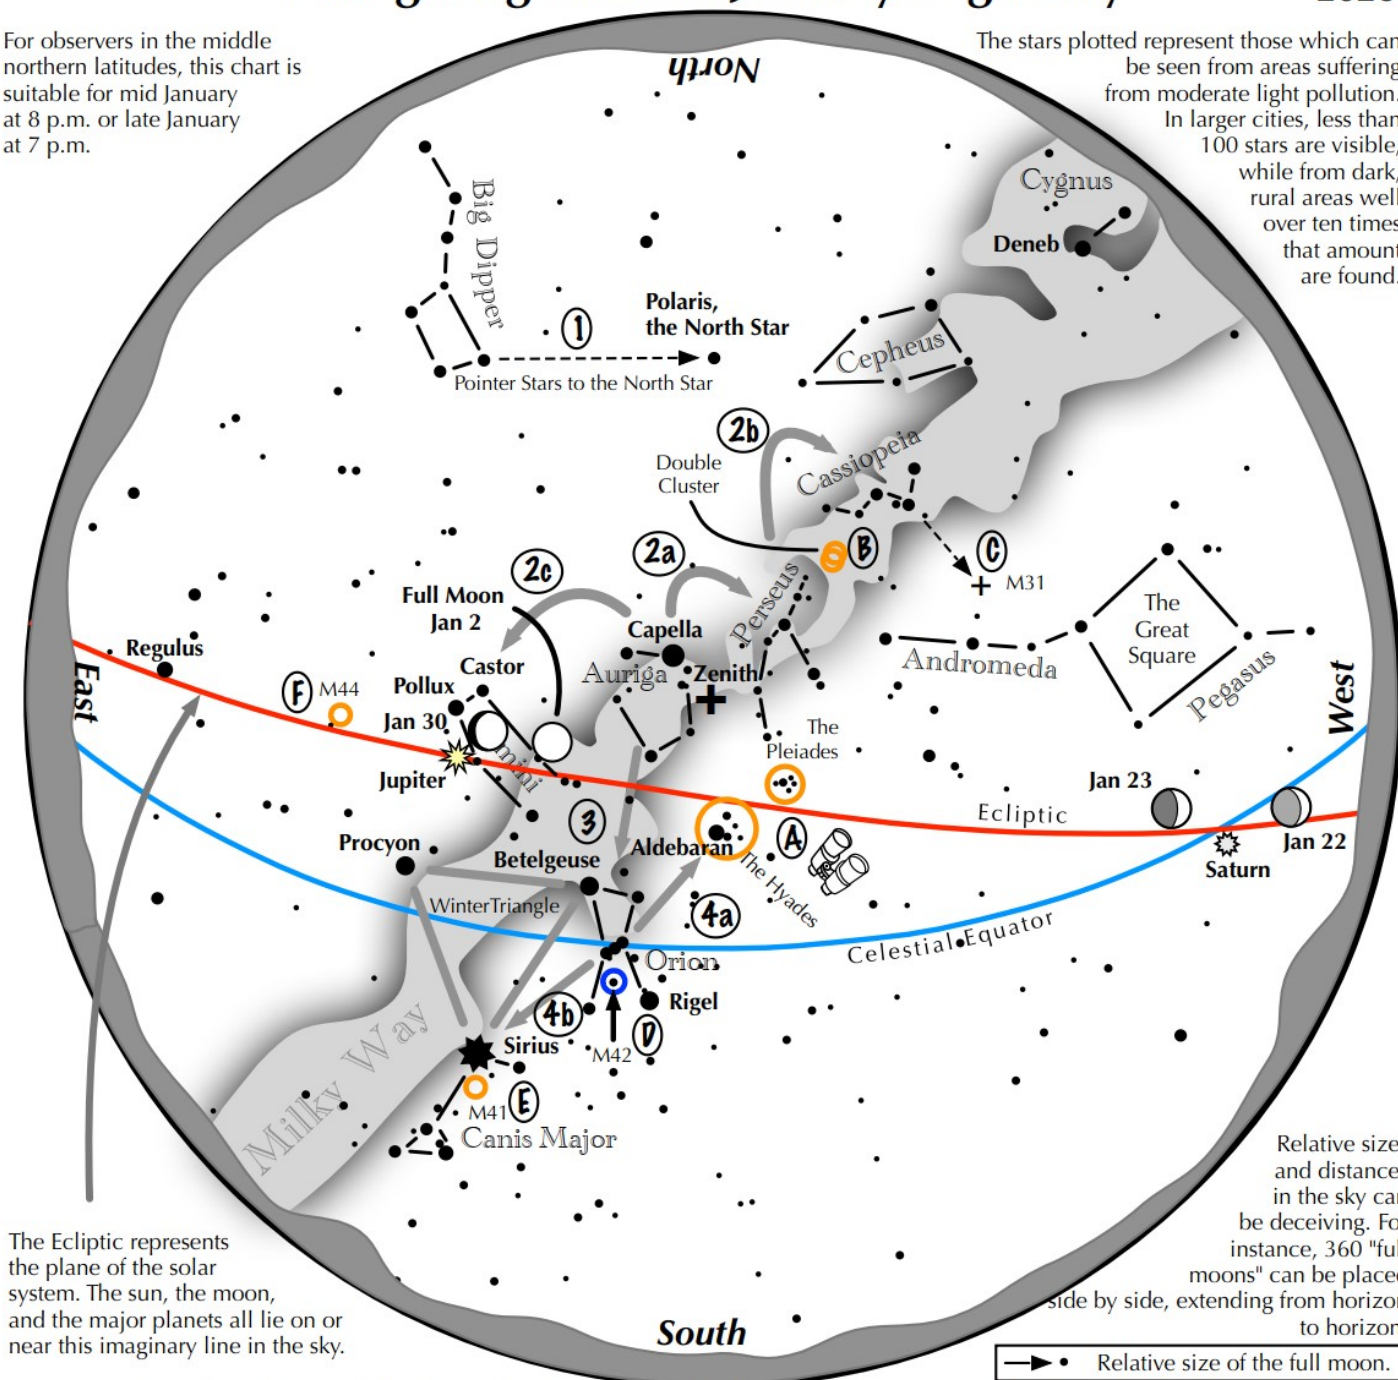 For observers in the middle
northern latitudes, this chart is
suitable for mid January
at 8 p.m. or late January
at 7 p.m.
The stars plotted represent those which can
be seen from areas suffering
from moderate light pollution.
In larger cities, less than
100 stars are visible,
while from dark,
rural areas well
over ten times
that amount
are found.
North
Cygnus
Deneb
Big Dipper
1
Polaris,
the North Star
Pointer Stars to the North Star
Cepheus
2b
Cassiopeia
Double
Cluster
B
C
M31
2a
2c
Full Moon
Jan 2
Perseus
The
Great
Square
Capella
Regulus
Castor
Auriga
Zenith
Andromeda
Pegasus
East
West
F
M44
Pollux
Jan 30
The
Pleiades
Jupiter
mini
Jan 23
Ecliptic
3
A
Procyon
Betelgeuse
Aldebaran
The Hyades
Jan 22
Saturn
WinterTriangle
4a
Celestial Equator
Orion
Rigel
4b
D
Sirius
M42
Milky Way
M41
E
Canis Major
The Ecliptic represents
the plane of the solar
system. The sun, the moon,
and the major planets all lie on or
near this imaginary line in the sky.
Relative size
and distance
in the sky
be deceiving.
instance, 360
moons" can be
side by side, extending from
to
South
Relative size of the full moon.